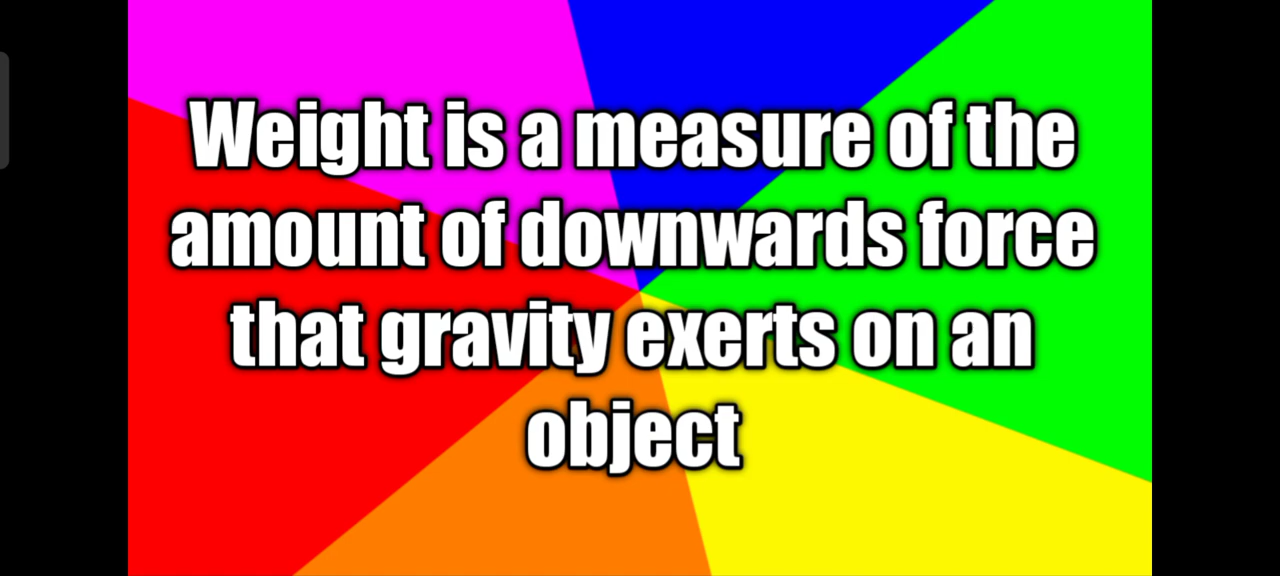 Weight is a measure of the
amount of downwards force
that gravity exerts on an
object